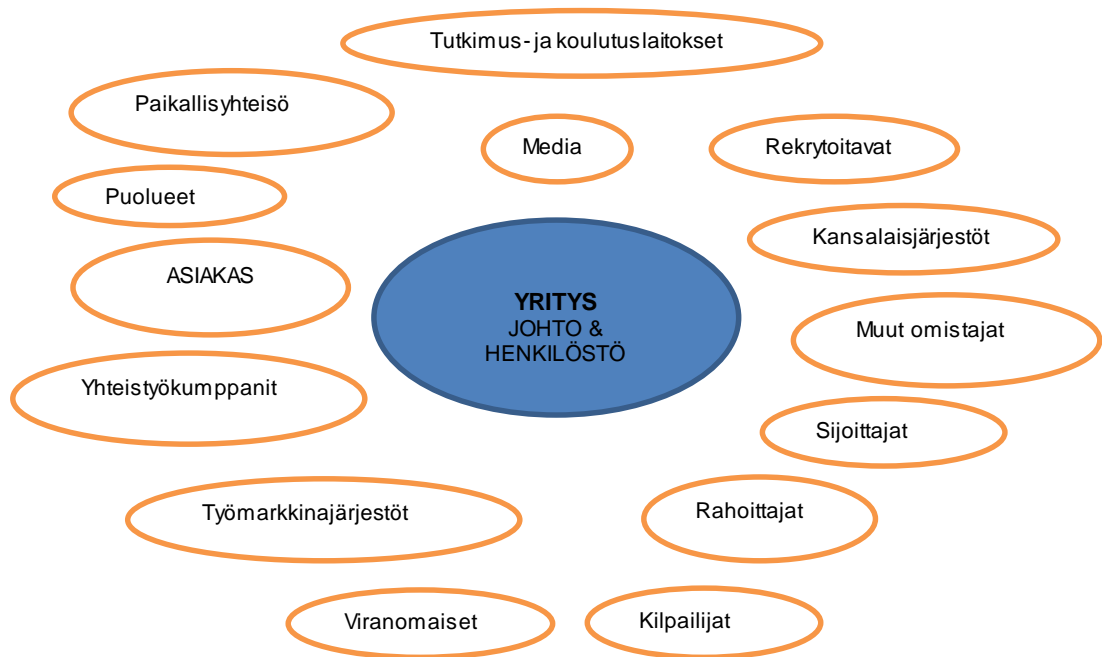 Tutkimus- ja koulutuslaitokset
Paikallisyhteisö
Media
Rekrytoitavat
Puolueet
Kansalaisjärjestöt
ASIAKAS
YRITYS
JOHTO &
HENKILÖSTÖ
Muut omistajat
Yhteistyökumppanit
Sijoittajat
Työmarkkinajärjestöt
Rahoittajat
Viranomaiset
Kilpailijat